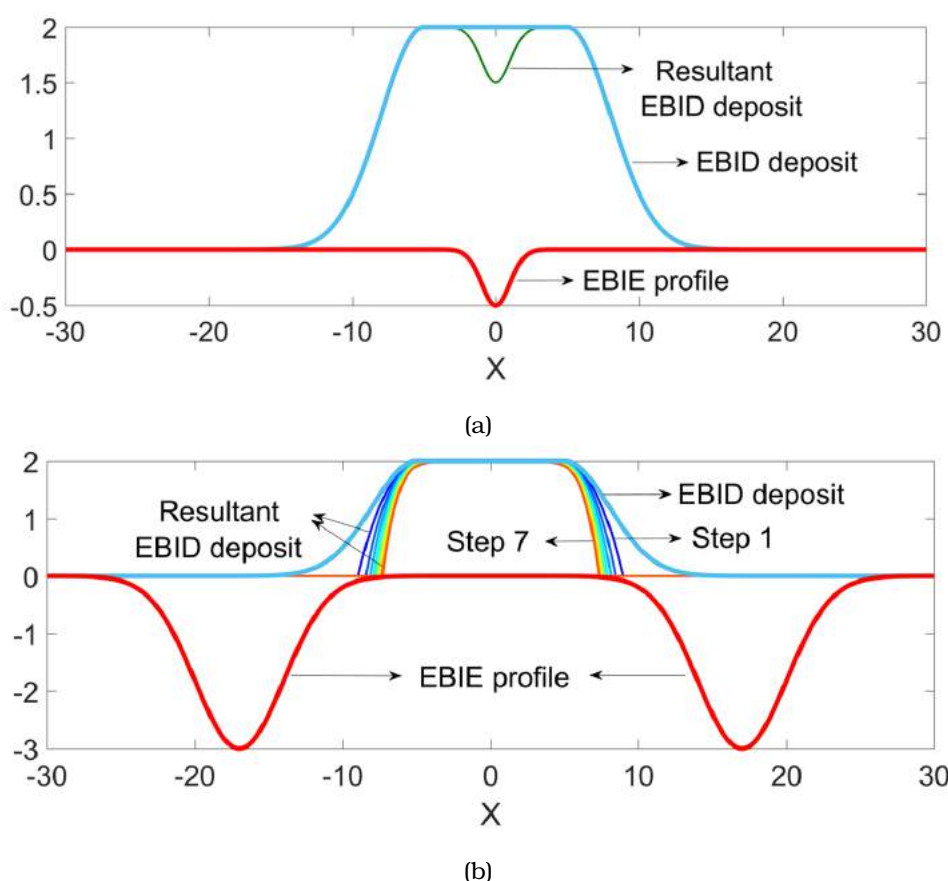 2
1.5
1
0.5
0
-0.5
Resultant
EBID deposit
EBID deposit
EBIE profile
-30 -20 -10 0 10 20 30
X
(a)
2
1
0
-1
-2
-3
Resultant
EBID deposit
EBID deposit
Step 7
Step 1
EBIE profile
-30 -20 -10 0 10 20 30
X
(b)